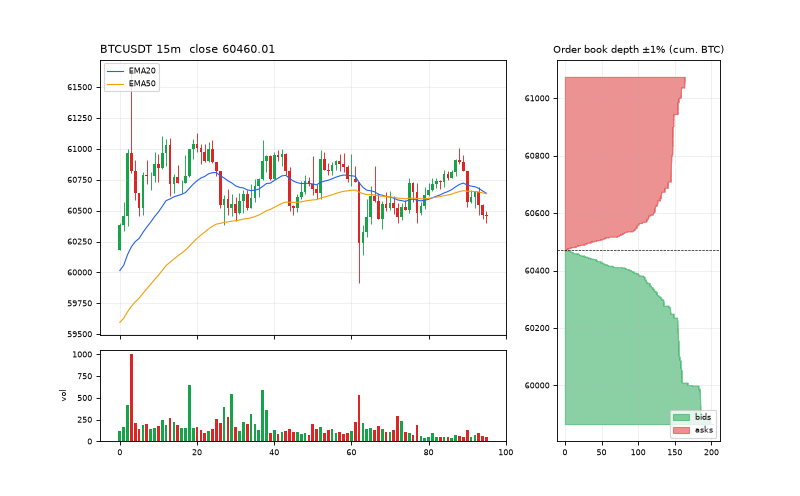 BTCUSDT 15m  close 60460.01
EMA20
EMA50
61500
61250
61000
60750
60500
60250
60000
59750
59500
1000
750
500
250
0
vol
0 20 40 60 80 100
Order book depth ±1% (cum. BTC)
61000
60800
60600
60400
60200
60000
bids
asks
0 50 100 150 200